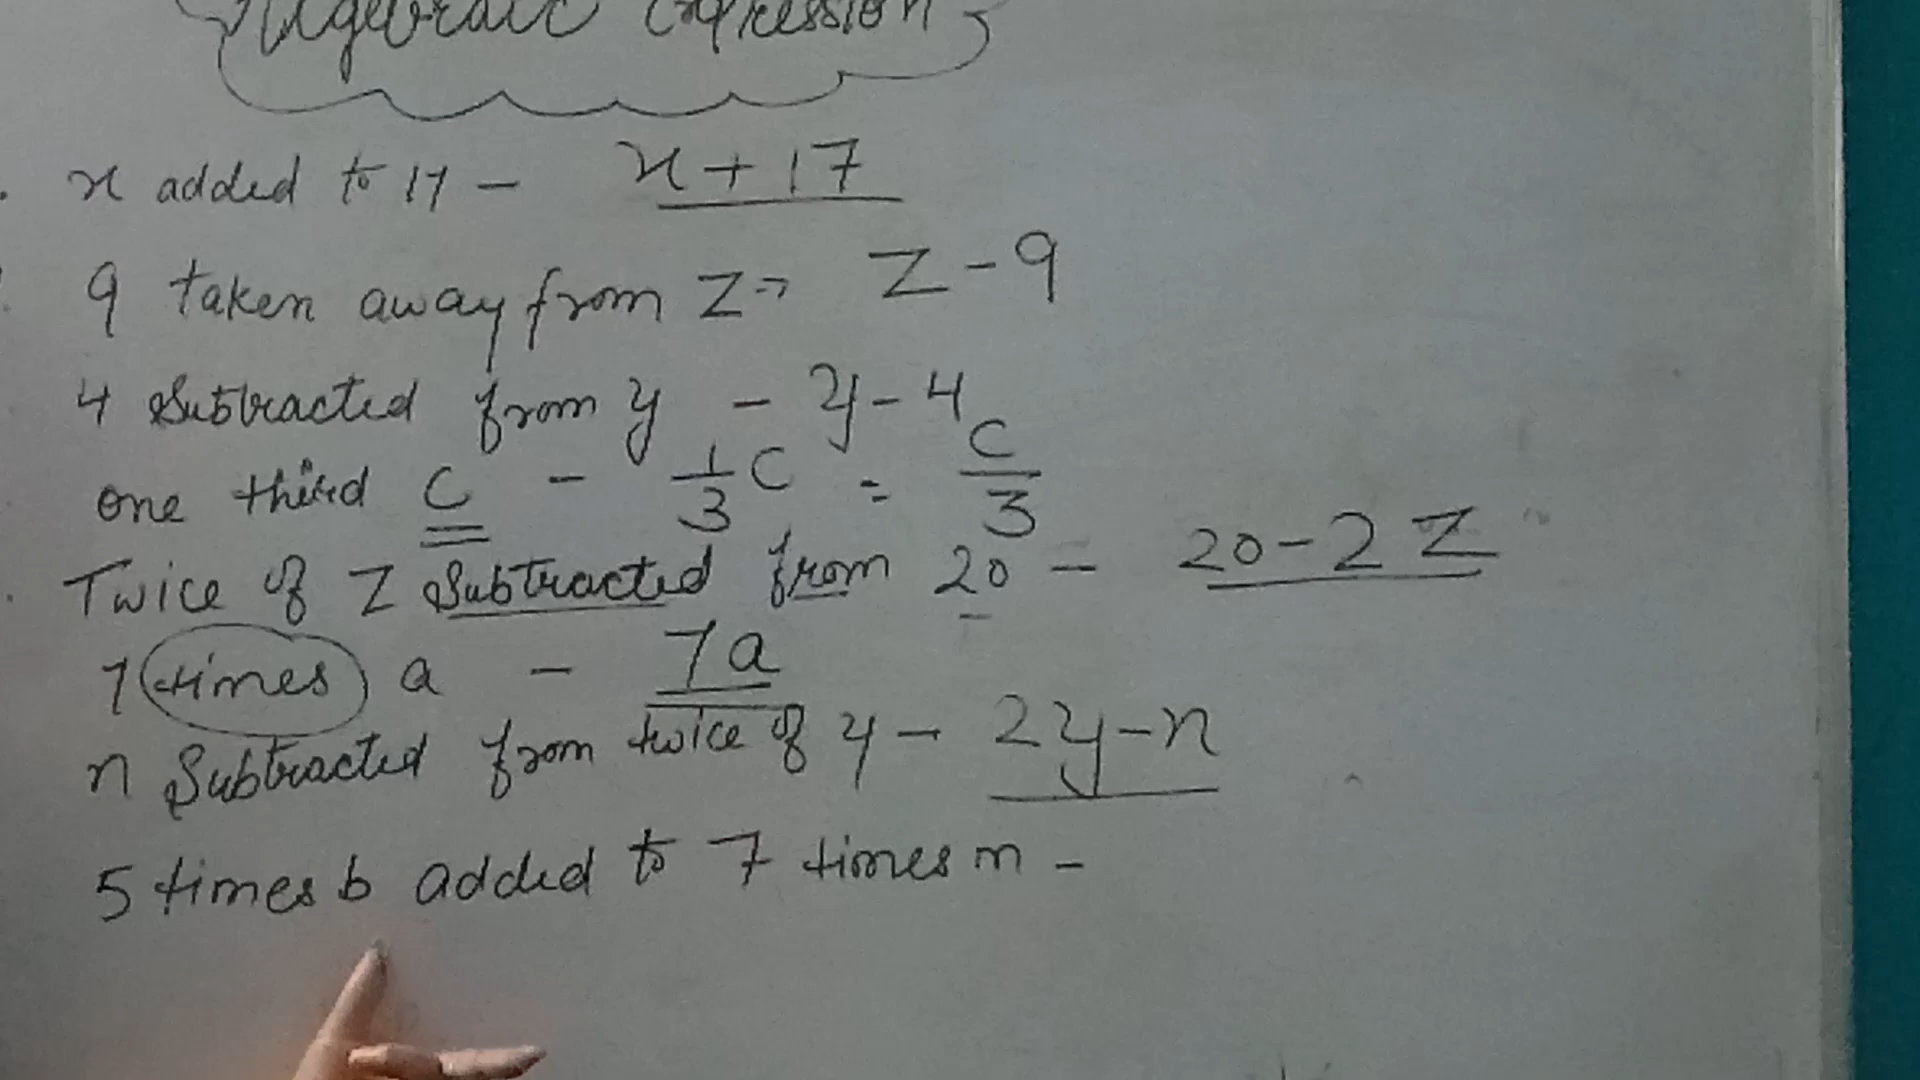 Algebraic Expression
x added to 17 - x + 17
9 taken away from Z = Z - 9
4 Subtracted from y - y - 4
one third C - 1/3 C = C/3
Twice of Z Subtracted from 20 - 20 - 2Z
7 times a - 7a
n Subtracted from twice of y - 2y - n
5 times b added to 7 times m -